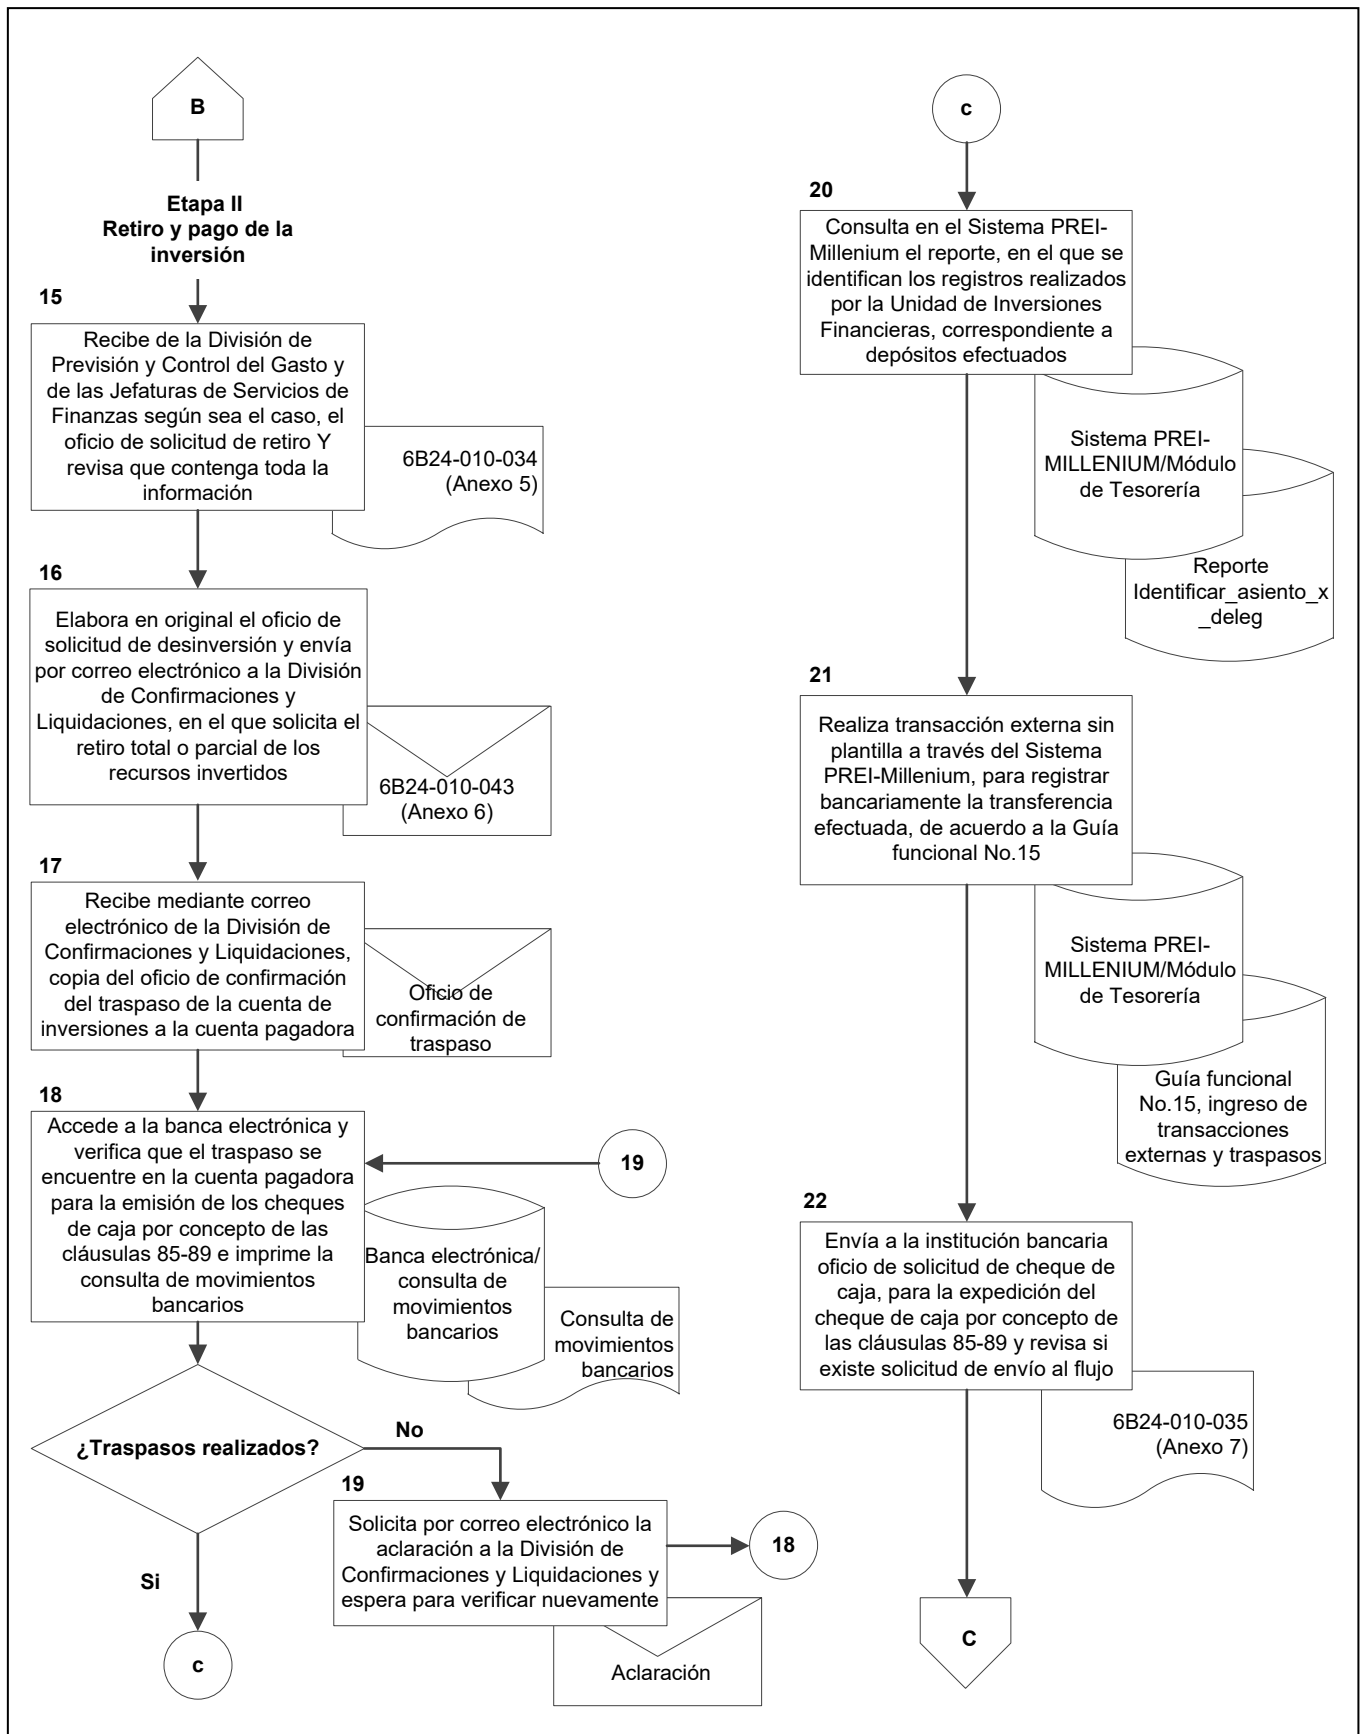 B
Etapa II
Retiro y pago de la
inversión
15
Recibe de la División de
Previsión y Control del Gasto y
de las Jefaturas de Servicios de
Finanzas según sea el caso, el
oficio de solicitud de retiro Y
revisa que contenga toda la
información
6B24-010-034
(Anexo 5)
16
Elabora en original el oficio de
solicitud de desinversión y envía
por correo electrónico a la División
de Confirmaciones y
Liquidaciones, en el que solicita el
retiro total o parcial de los
recursos invertidos
6B24-010-043
(Anexo 6)
17
Recibe mediante correo
electrónico de la División de
Confirmaciones y Liquidaciones,
copia del oficio de confirmación
del traspaso de la cuenta de
inversiones a la cuenta pagadora
Oficio de
confirmación de
traspaso
18
Accede a la banca electrónica y
verifica que el traspaso se
encuentre en la cuenta pagadora
para la emisión de los cheques
de caja por concepto de las
cláusulas 85-89 e imprime la
consulta de movimientos
bancarios
19
Banca electrónica/
consulta de
movimientos
bancarios
Consulta de
movimientos
bancarios
¿Traspasos realizados?
No
19
Solicita por correo electrónico la
aclaración a la División de
Confirmaciones y Liquidaciones y
espera para verificar nuevamente
18
Aclaración
Si
c
c
20
Consulta en el Sistema PREI-
Millenium el reporte, en el que se
identifican los registros realizados
por la Unidad de Inversiones
Financieras, correspondiente a
depósitos efectuados
Sistema PREI-
MILLENIUM/Módulo
de Tesorería
Reporte
Identificar_asiento_x
_deleg
21
Realiza transacción externa sin
plantilla a través del Sistema
PREI-Millenium, para registrar
bancariamente la transferencia
efectuada, de acuerdo a la Guía
funcional No.15
Sistema PREI-
MILLENIUM/Módulo
de Tesorería
Guía funcional
No.15, ingreso de
transacciones
externas y traspasos
22
Envía a la institución bancaria
oficio de solicitud de cheque de
caja, para la expedición del
cheque de caja por concepto de
las cláusulas 85-89 y revisa si
existe solicitud de envío al flujo
6B24-010-035
(Anexo 7)
C